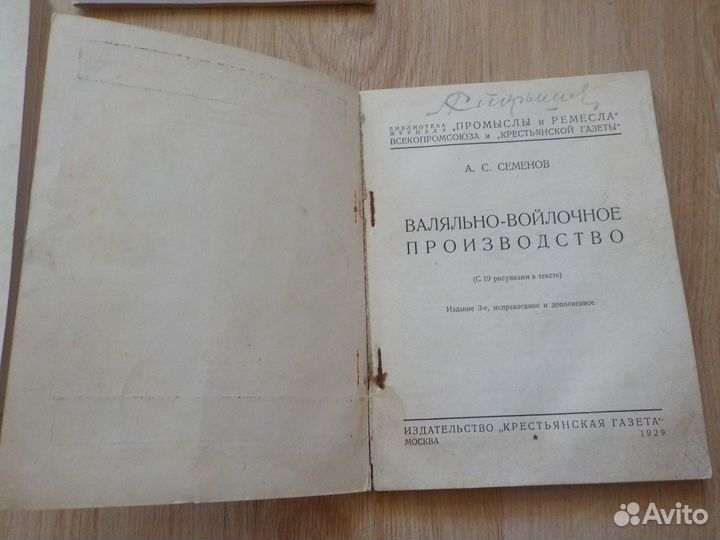 БИБЛИОТЕКА
ЖУРНАЛА „ПРОМЫСЛЫ и РЕМЕСЛА"
ВСЕКОПРОМСОЮЗА и „КРЕСТЬЯНСКОЙ ГАЗЕТЫ"
А. С. СЕМЕНОВ
ВАЛЯЛЬНО-ВОЙЛОЧНОЕ
ПРОИЗВОДСТВО
(С 19 рисунками в тексте)
Издание 3-е, исправленное и дополненное
ИЗДАТЕЛЬСТВО „КРЕСТЬЯНСКАЯ ГАЗЕТА"
МОСКВА ★ 1929
Avito